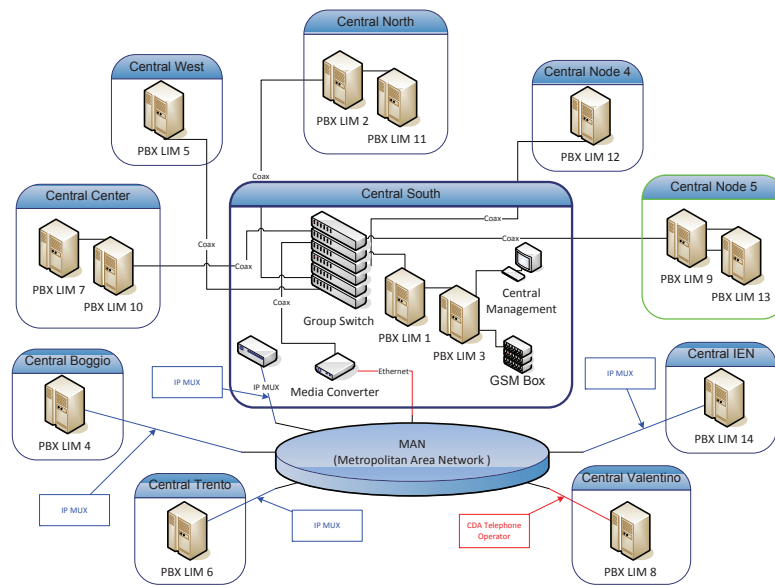 Central North
PBX LIM 2
PBX LIM 11
Central West
PBX LIM 5
Central Node 4
PBX LIM 12
Coax
Central Center
PBX LIM 7
PBX LIM 10
Coax
Coax
Central South
Coax
Coax
Group Switch
PBX LIM 1
PBX LIM 3
Central
Management
GSM Box
IP MUX
Media Converter
Ethernet
Coax
Central Node 5
PBX LIM 9
PBX LIM 13
Central Boggio
PBX LIM 4
IP MUX
IP MUX
Central IEN
PBX LIM 14
IP MUX
MAN
(Metropolitan Area Network )
IP MUX
Central Trento
PBX LIM 6
IP MUX
CDA Telephone
Operator
Central Valentino
PBX LIM 8